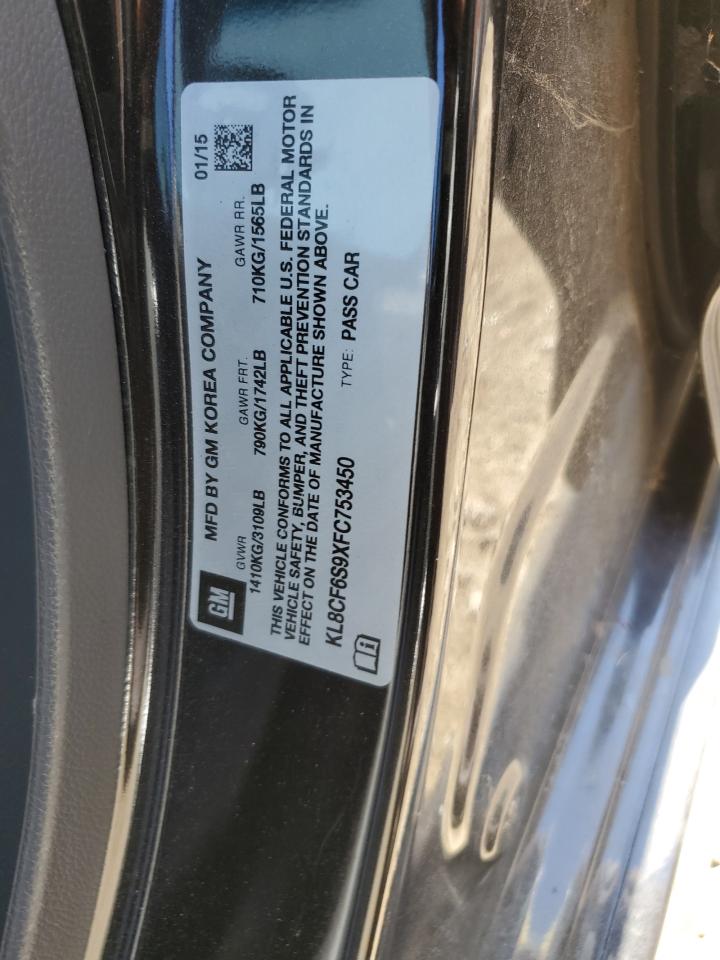 GM
MFD BY GM KOREA COMPANY 01/15
GVWR GAWR FRT. GAWR RR.
1410KG/3109LB 790KG/1742LB 710KG/1565LB
THIS VEHICLE CONFORMS TO ALL APPLICABLE U.S. FEDERAL MOTOR
VEHICLE SAFETY, BUMPER, AND THEFT PREVENTION STANDARDS IN
EFFECT ON THE DATE OF MANUFACTURE SHOWN ABOVE.
KL8CF6S9XFC753450 TYPE: PASS CAR